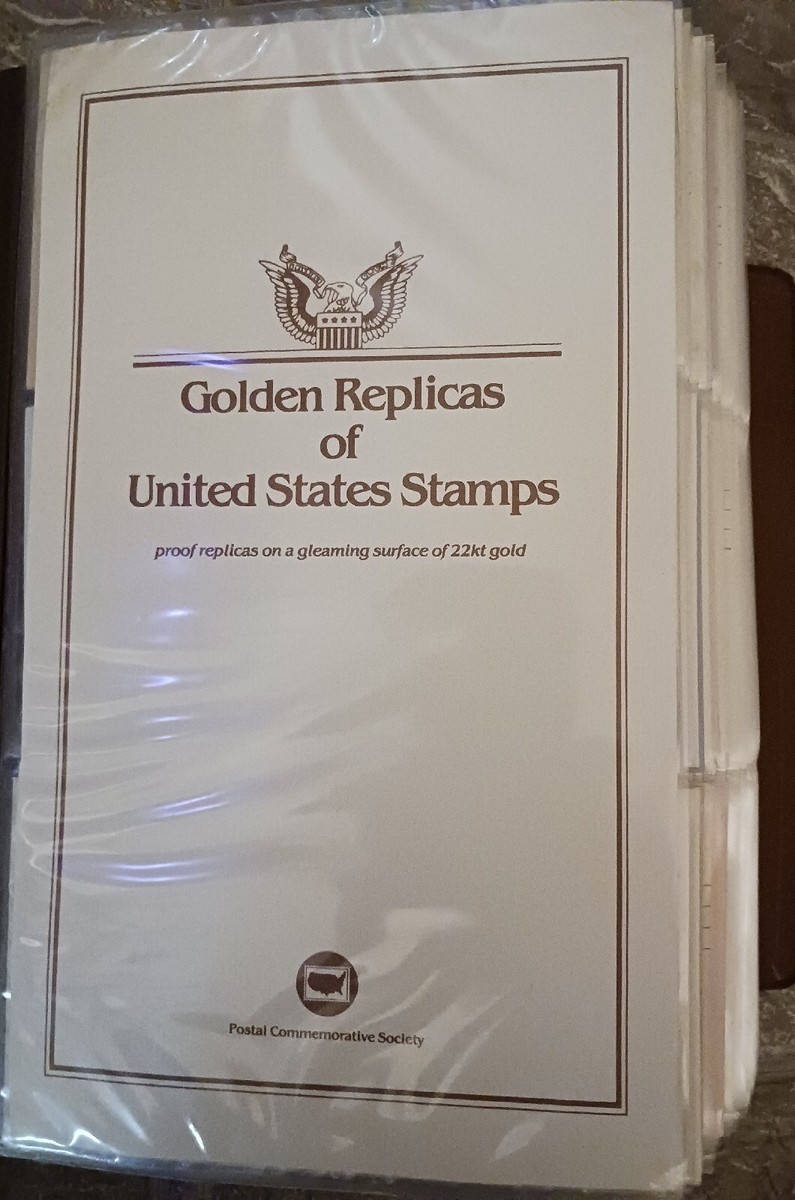 Golden Replicas
of
United States Stamps
proof replicas on a gleaming surface of 22kt gold
Postal Commemorative Society